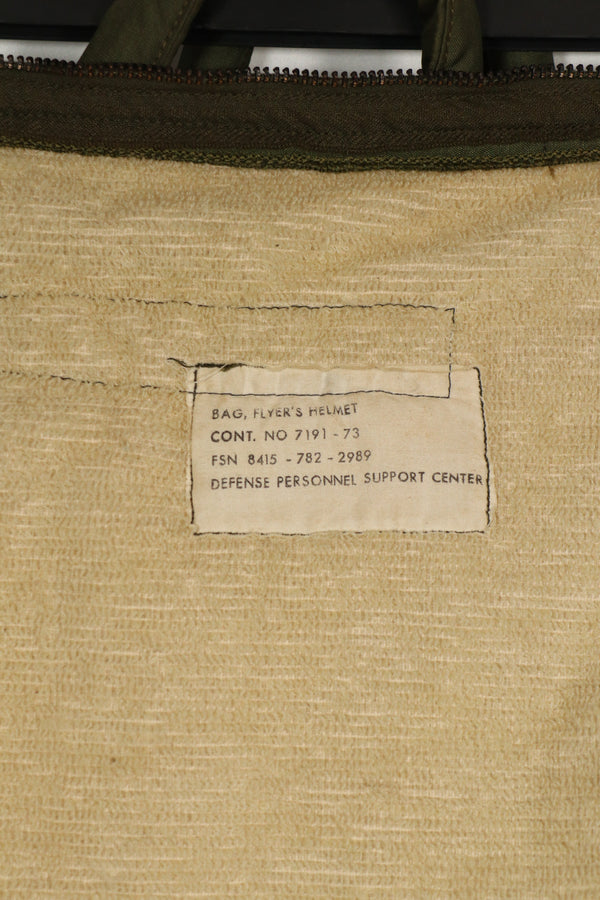 BAG, FLYER'S HELMET
CONT. NO 7191 - 73
FSN 8415 - 782 - 2989
DEFENSE PERSONNEL SUPPORT CENTER